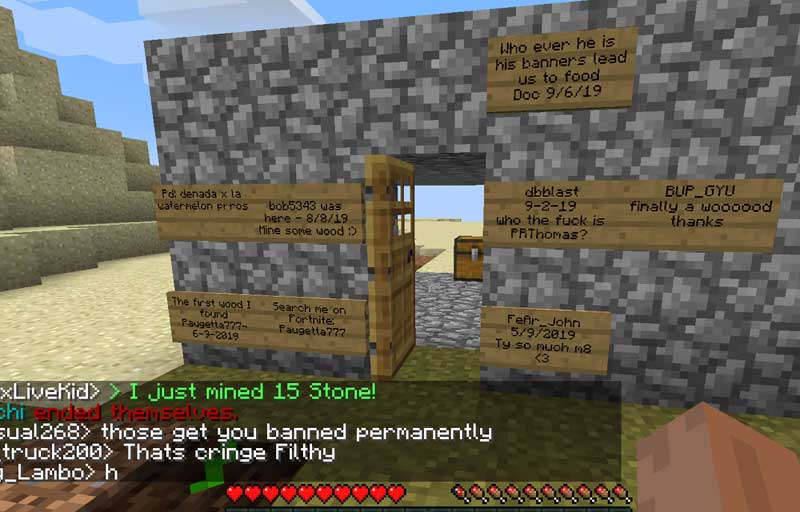 Who ever he is
his banners lead
us to food
Doc 9/6/19
Pd: denada x la
watermelon prros
bob5343 was
here - 8/8/19
Mine some wood :)
dbblast
9-2-19
who the fuck is
PRThomas?
BUP_GYU
finally a woooood
thanks
The first wood I
found
Paugetta777~
6-9-2019
Search me on
Fortnite:
Paugetta777
FeAr_John
5/9/2019
Ty so much m8
<3
xLiveKid> > I just mined 15 Stone!
chi ended themselves.
sual268> those get you banned permanently
truck200> Thats cringe Filthy
g_Lambo> h